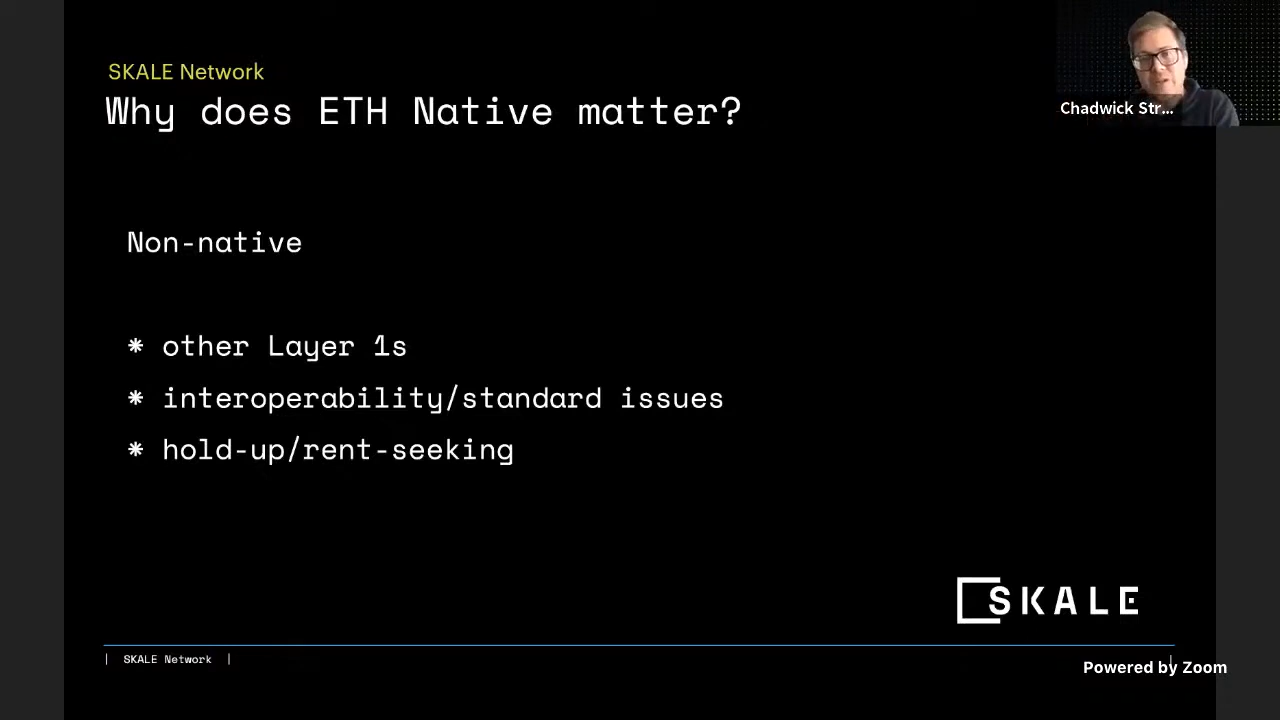 SKALE Network
Why does ETH Native matter?
Chadwick Str...
Non-native
* other Layer 1s
* interoperability/standard issues
* hold-up/rent-seeking
SKALE
| SKALE Network |
Powered by Zoom